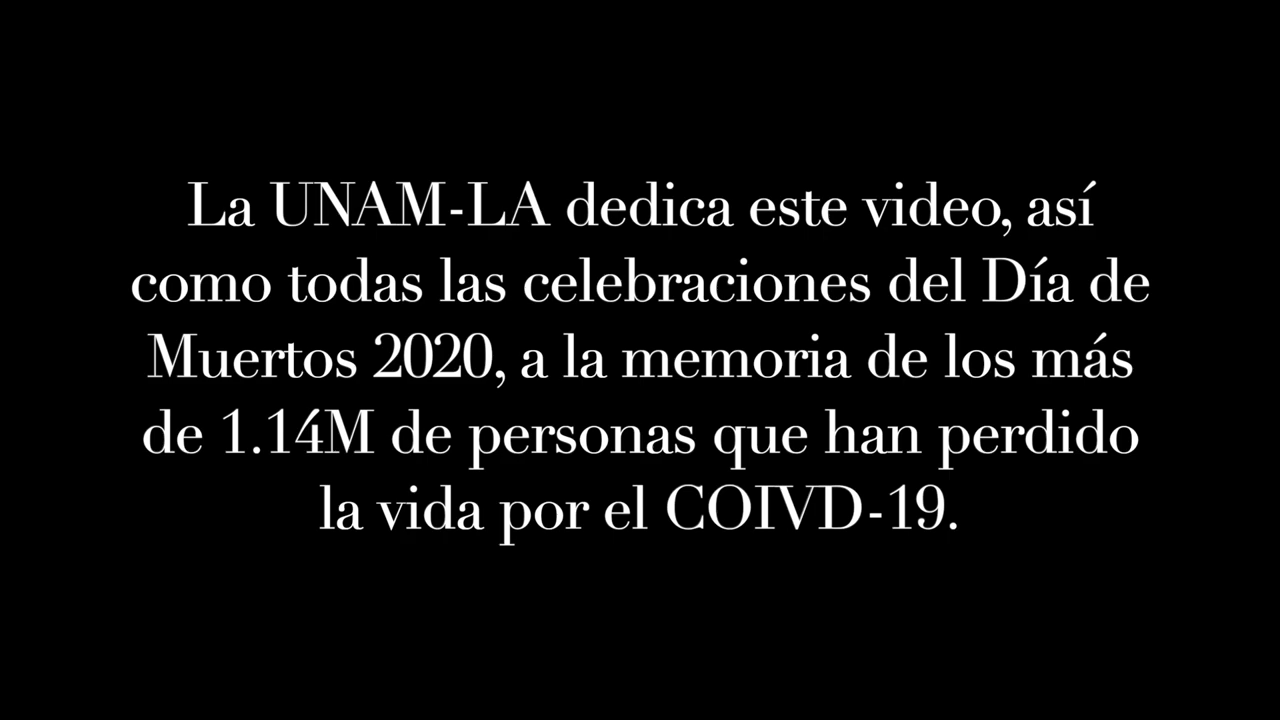 La UNAM-LA dedica este video, así
como todas las celebraciones del Día de
Muertos 2020, a la memoria de los más
de 1.14M de personas que han perdido
la vida por el COIVD-19.